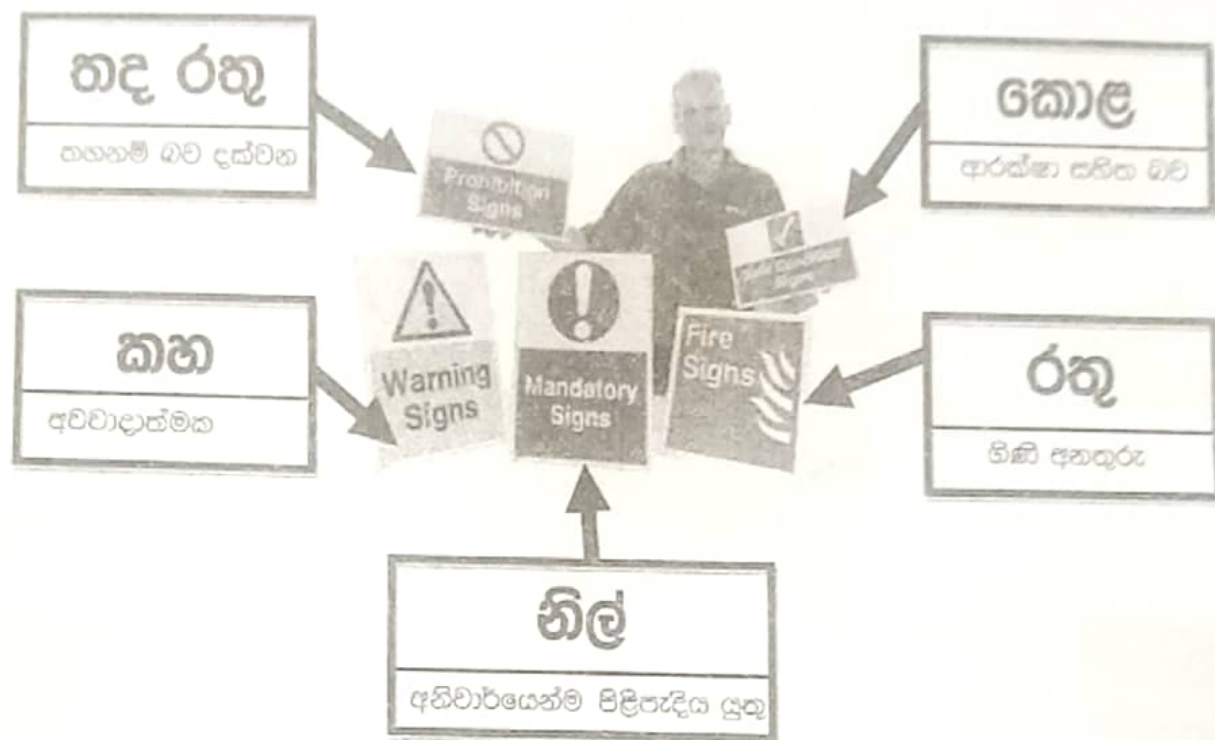 තද රතු
තහනම් බව දක්වන
Prohibition
Signs
කොළ
ආරක්ෂා සහිත බව
කහ
අවවාදාත්මක
Warning
Signs
Mandatory
Signs
Fire
Signs
රතු
ගිණි අනතුරු
නිල්
අනිවාර්යෙන්ම පිළිපැදිය යුතු